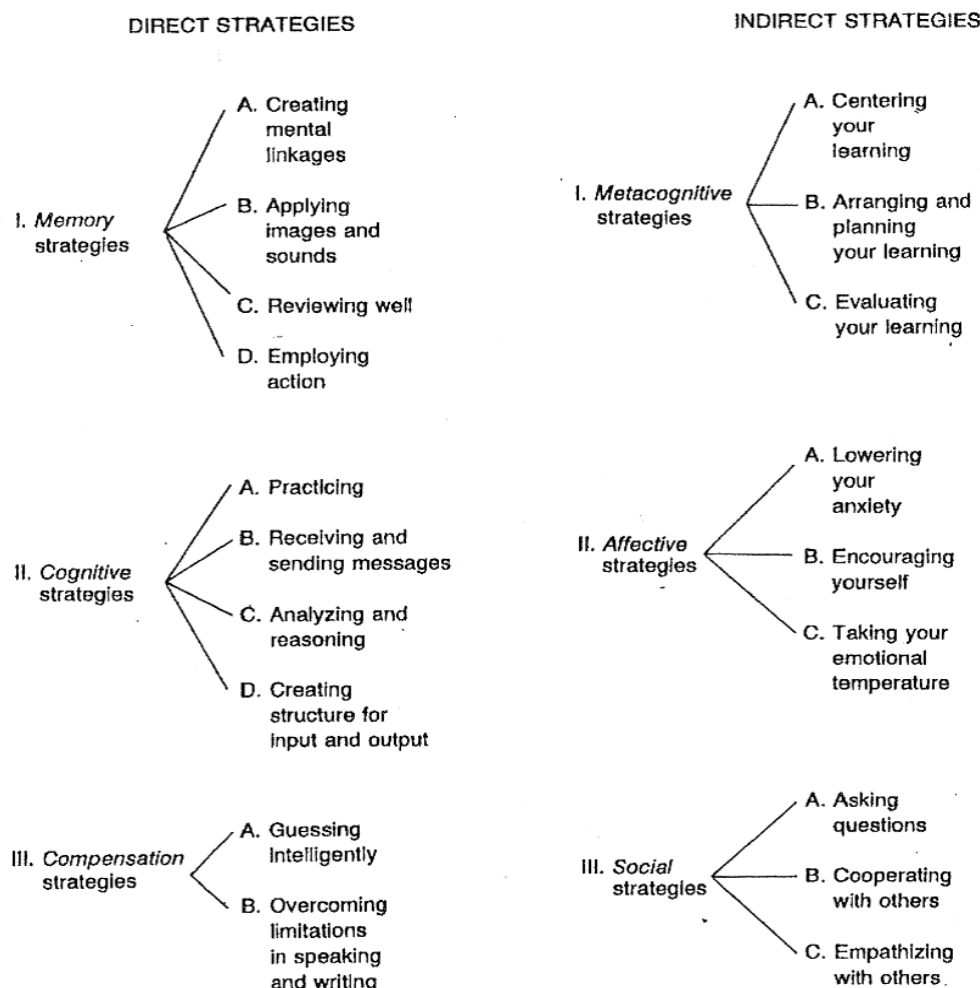 DIRECT STRATEGIES
I. Memory
strategies
A. Creating
mental
linkages
B. Applying
images and
sounds
C. Reviewing well
D. Employing
action
II. Cognitive
strategies
A. Practicing
B. Receiving and
sending messages
C. Analyzing and
reasoning
D. Creating
structure for
input and output
III. Compensation
strategies
A. Guessing
intelligently
B. Overcoming
limitations
in speaking
and writing
INDIRECT STRATEGIES
I. Metacognitive
strategies
A. Centering
your
learning
B. Arranging and
planning
your learning
C. Evaluating
your learning
II. Affective
strategies
A. Lowering
your
anxiety
B. Encouraging
yourself
C. Taking your
emotional
temperature
III. Social
strategies
A. Asking
questions
B. Cooperating
with others
C. Empathizing
with others